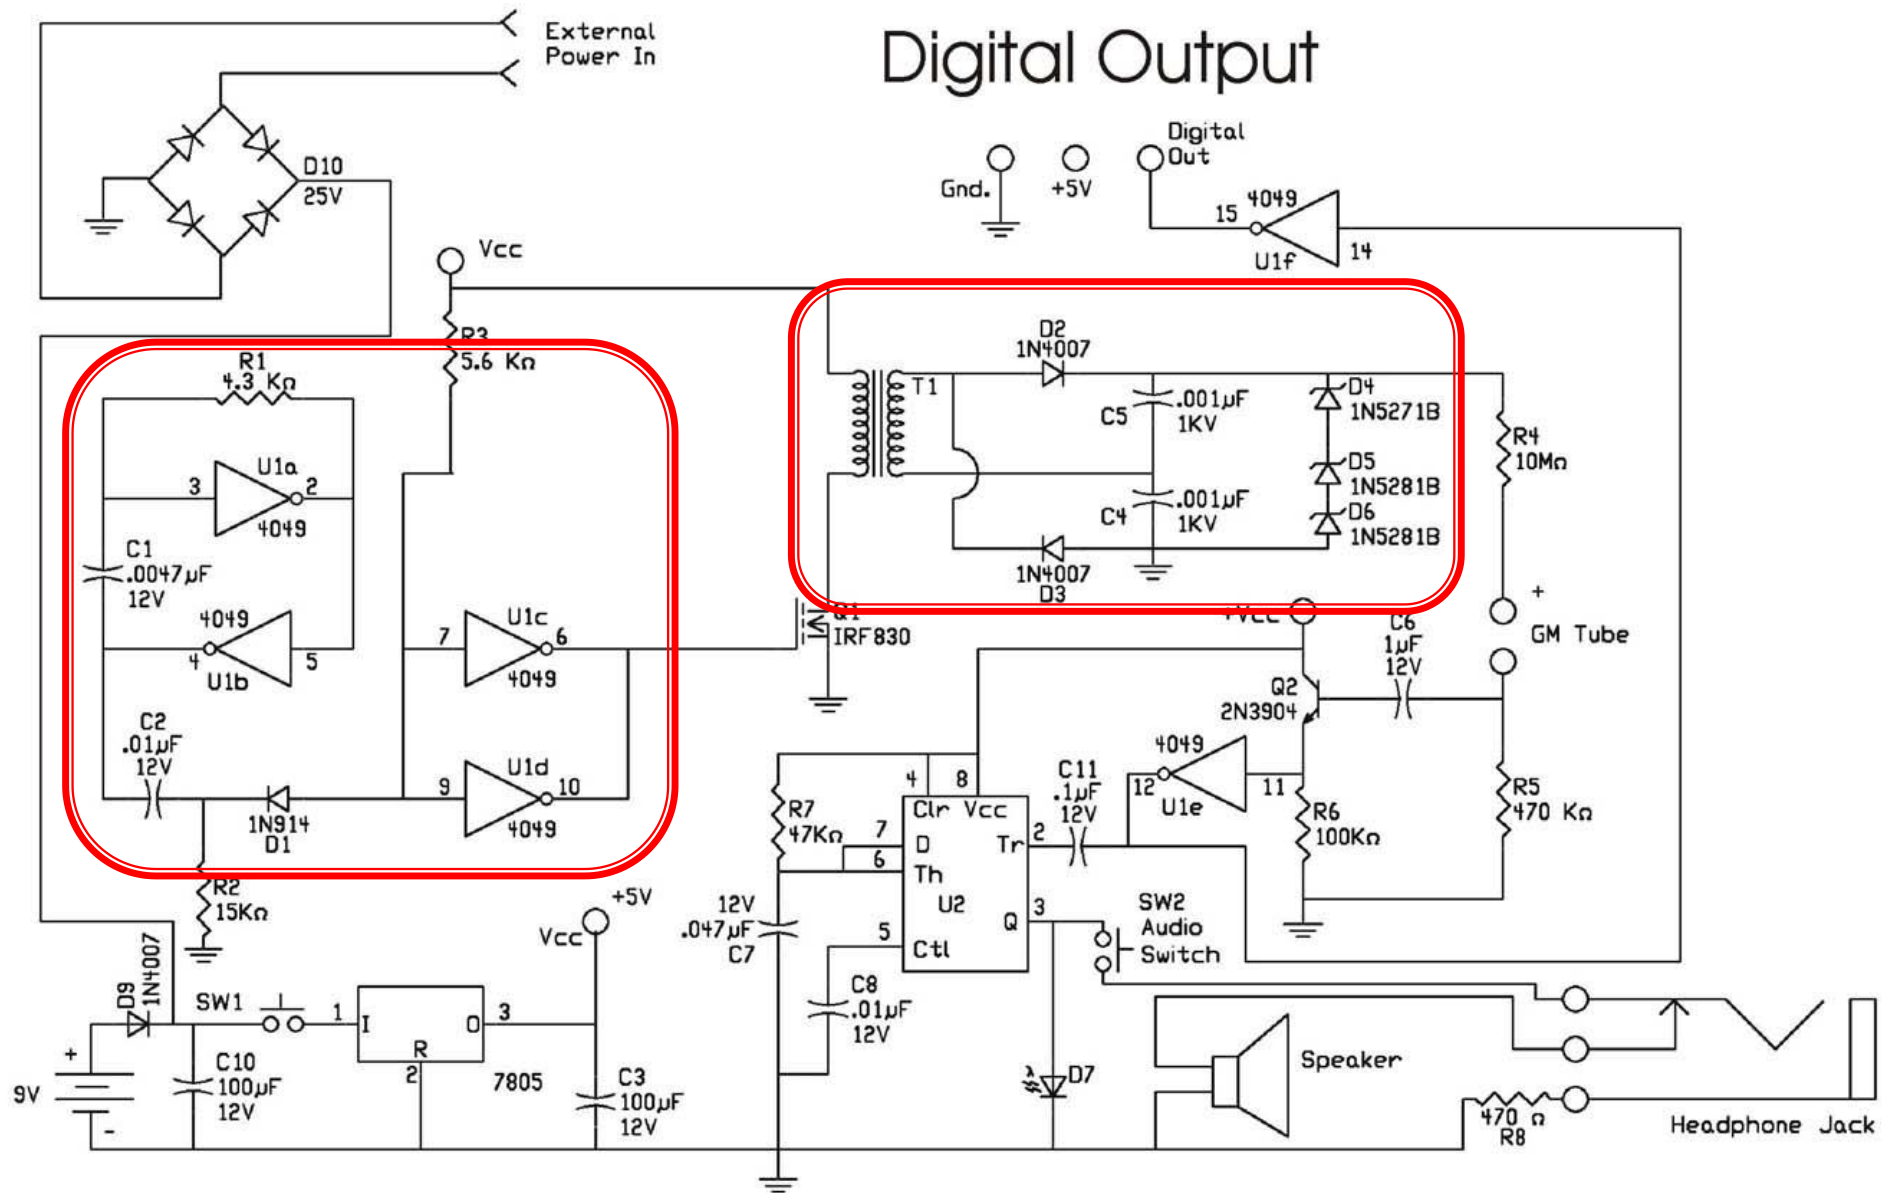 External
Power In
Digital Output
D10
25V
Gnd.
+5V
Digital
Out
4049
15
U1f
14
Vcc
R3
5.6 KΩ
R1
4.3 KΩ
U1a
3
2
4049
C1
.0047µF
12V
4049
4
5
U1b
C2
.01µF
12V
1N914
D1
R2
15KΩ
U1c
7
6
4049
U1d
9
10
4049
T1
D2
1N4007
C5
.001µF
1KV
C4
.001µF
1KV
1N4007
D3
D4
1N5271B
D5
1N5281B
D6
1N5281B
R4
10MΩ
Q1
IRF830
+Vcc
C6
1µF
12V
+
GM Tube
Q2
2N3904
4049
12
11
U1e
R6
100KΩ
R5
470 KΩ
C11
.1µF
12V
R7
47KΩ
4
8
Clr
Vcc
7
D
6
Th
Tr
2
U2
Q
3
5
Ctl
12V
.047µF
C7
C8
.01µF
12V
SW2
Audio
Switch
D7
Speaker
470 Ω
R8
Headphone Jack
D9
1N4007
SW1
1
I
O
3
R
2
7805
+5V
Vcc
+
9V
-
C10
100µF
12V
C3
100µF
12V